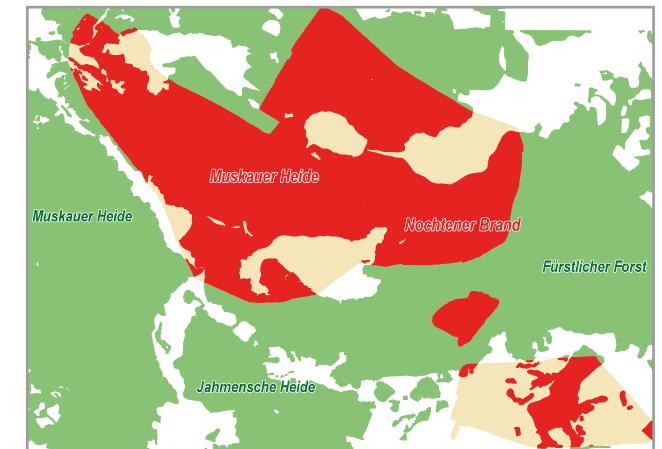 Muskauer Heide
Muskauer Heide
Nochtener Brand
Fürstlicher Forst
Jahmensche Heide